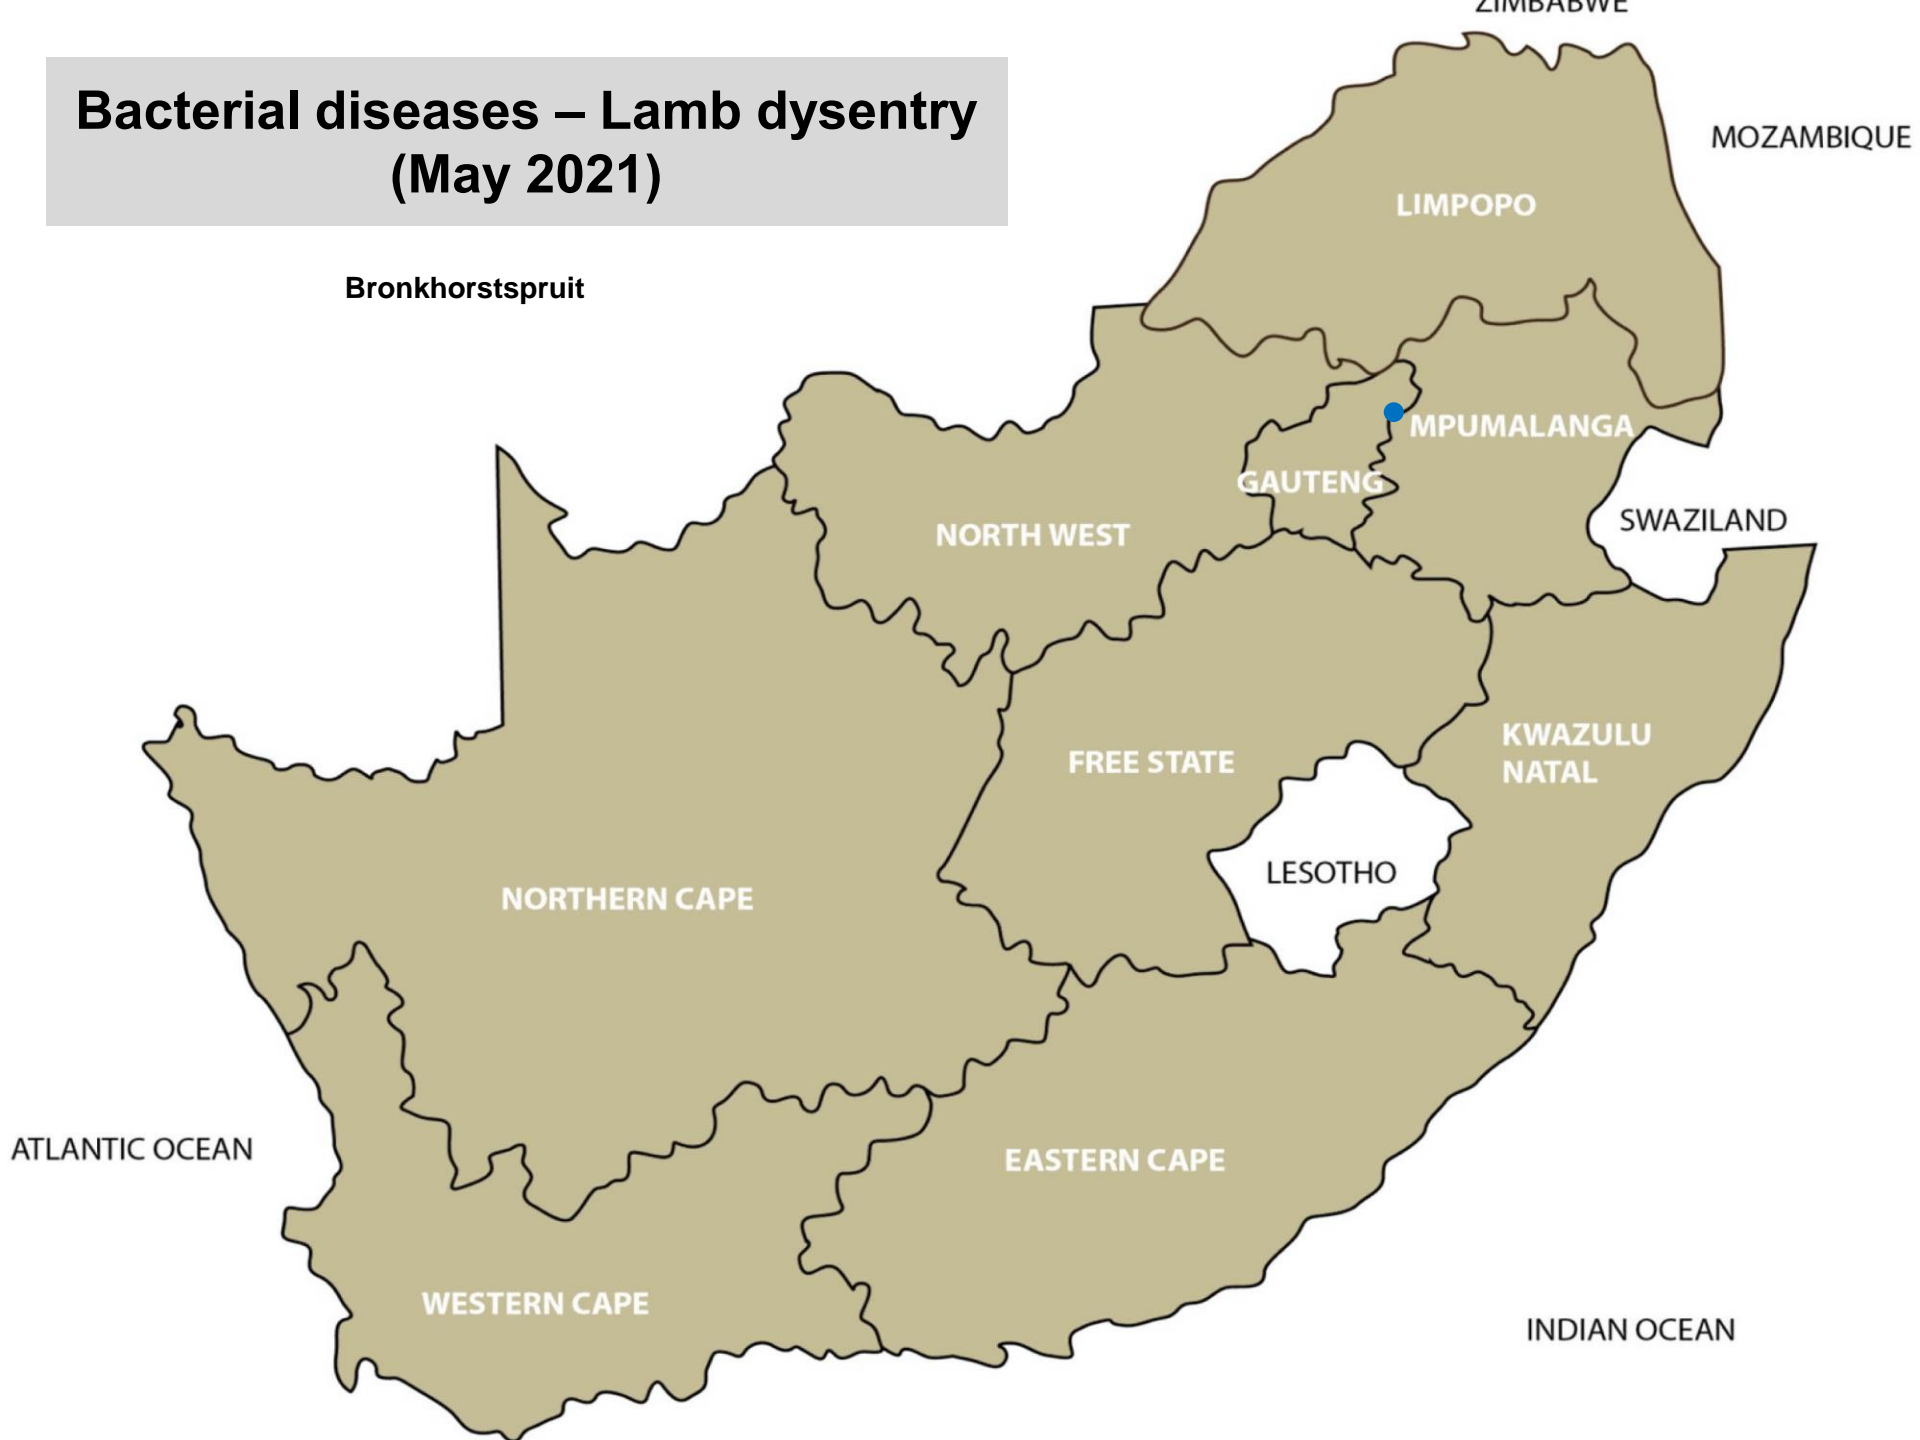 ZIMBABWE
Bacterial diseases – Lamb dysentry
(May 2021)
MOZAMBIQUE
LIMPOPO
Bronkhorstspruit
MPUMALANGA
GAUTENG
SWAZILAND
NORTH WEST
KWAZULU
NATAL
FREE STATE
LESOTHO
NORTHERN CAPE
ATLANTIC OCEAN
EASTERN CAPE
WESTERN CAPE
INDIAN OCEAN